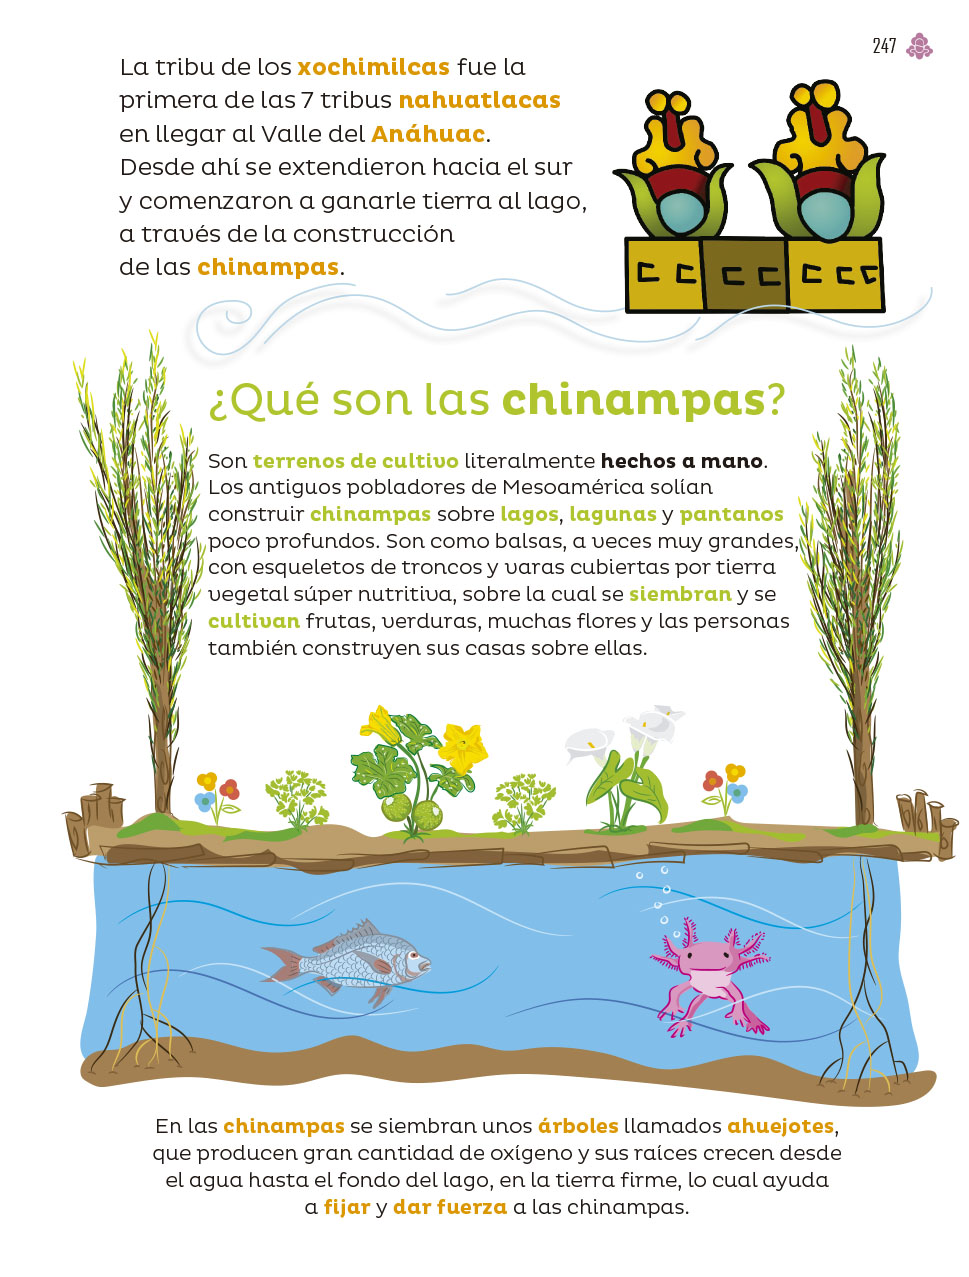 247
La tribu de los xochimilcas fue la
primera de las 7 tribus nahuatlacas
en llegar al Valle del Anáhuac.
Desde ahí se extendieron hacia el sur
y comenzaron a ganarle tierra al lago,
a través de la construcción
de las chinampas.
¿Qué son las chinampas?
Son terrenos de cultivo literalmente hechos a mano.
Los antiguos pobladores de Mesoamérica solían
construir chinampas sobre lagos, lagunas y pantanos
poco profundos. Son como balsas, a veces muy grandes,
con esqueletos de troncos y varas cubiertas por tierra
vegetal súper nutritiva, sobre la cual se siembran y se
cultivan frutas, verduras, muchas flores y las personas
también construyen sus casas sobre ellas.
En las chinampas se siembran unos árboles llamados ahuejotes,
que producen gran cantidad de oxígeno y sus raíces crecen desde
el agua hasta el fondo del lago, en la tierra firme, lo cual ayuda
a fijar y dar fuerza a las chinampas.